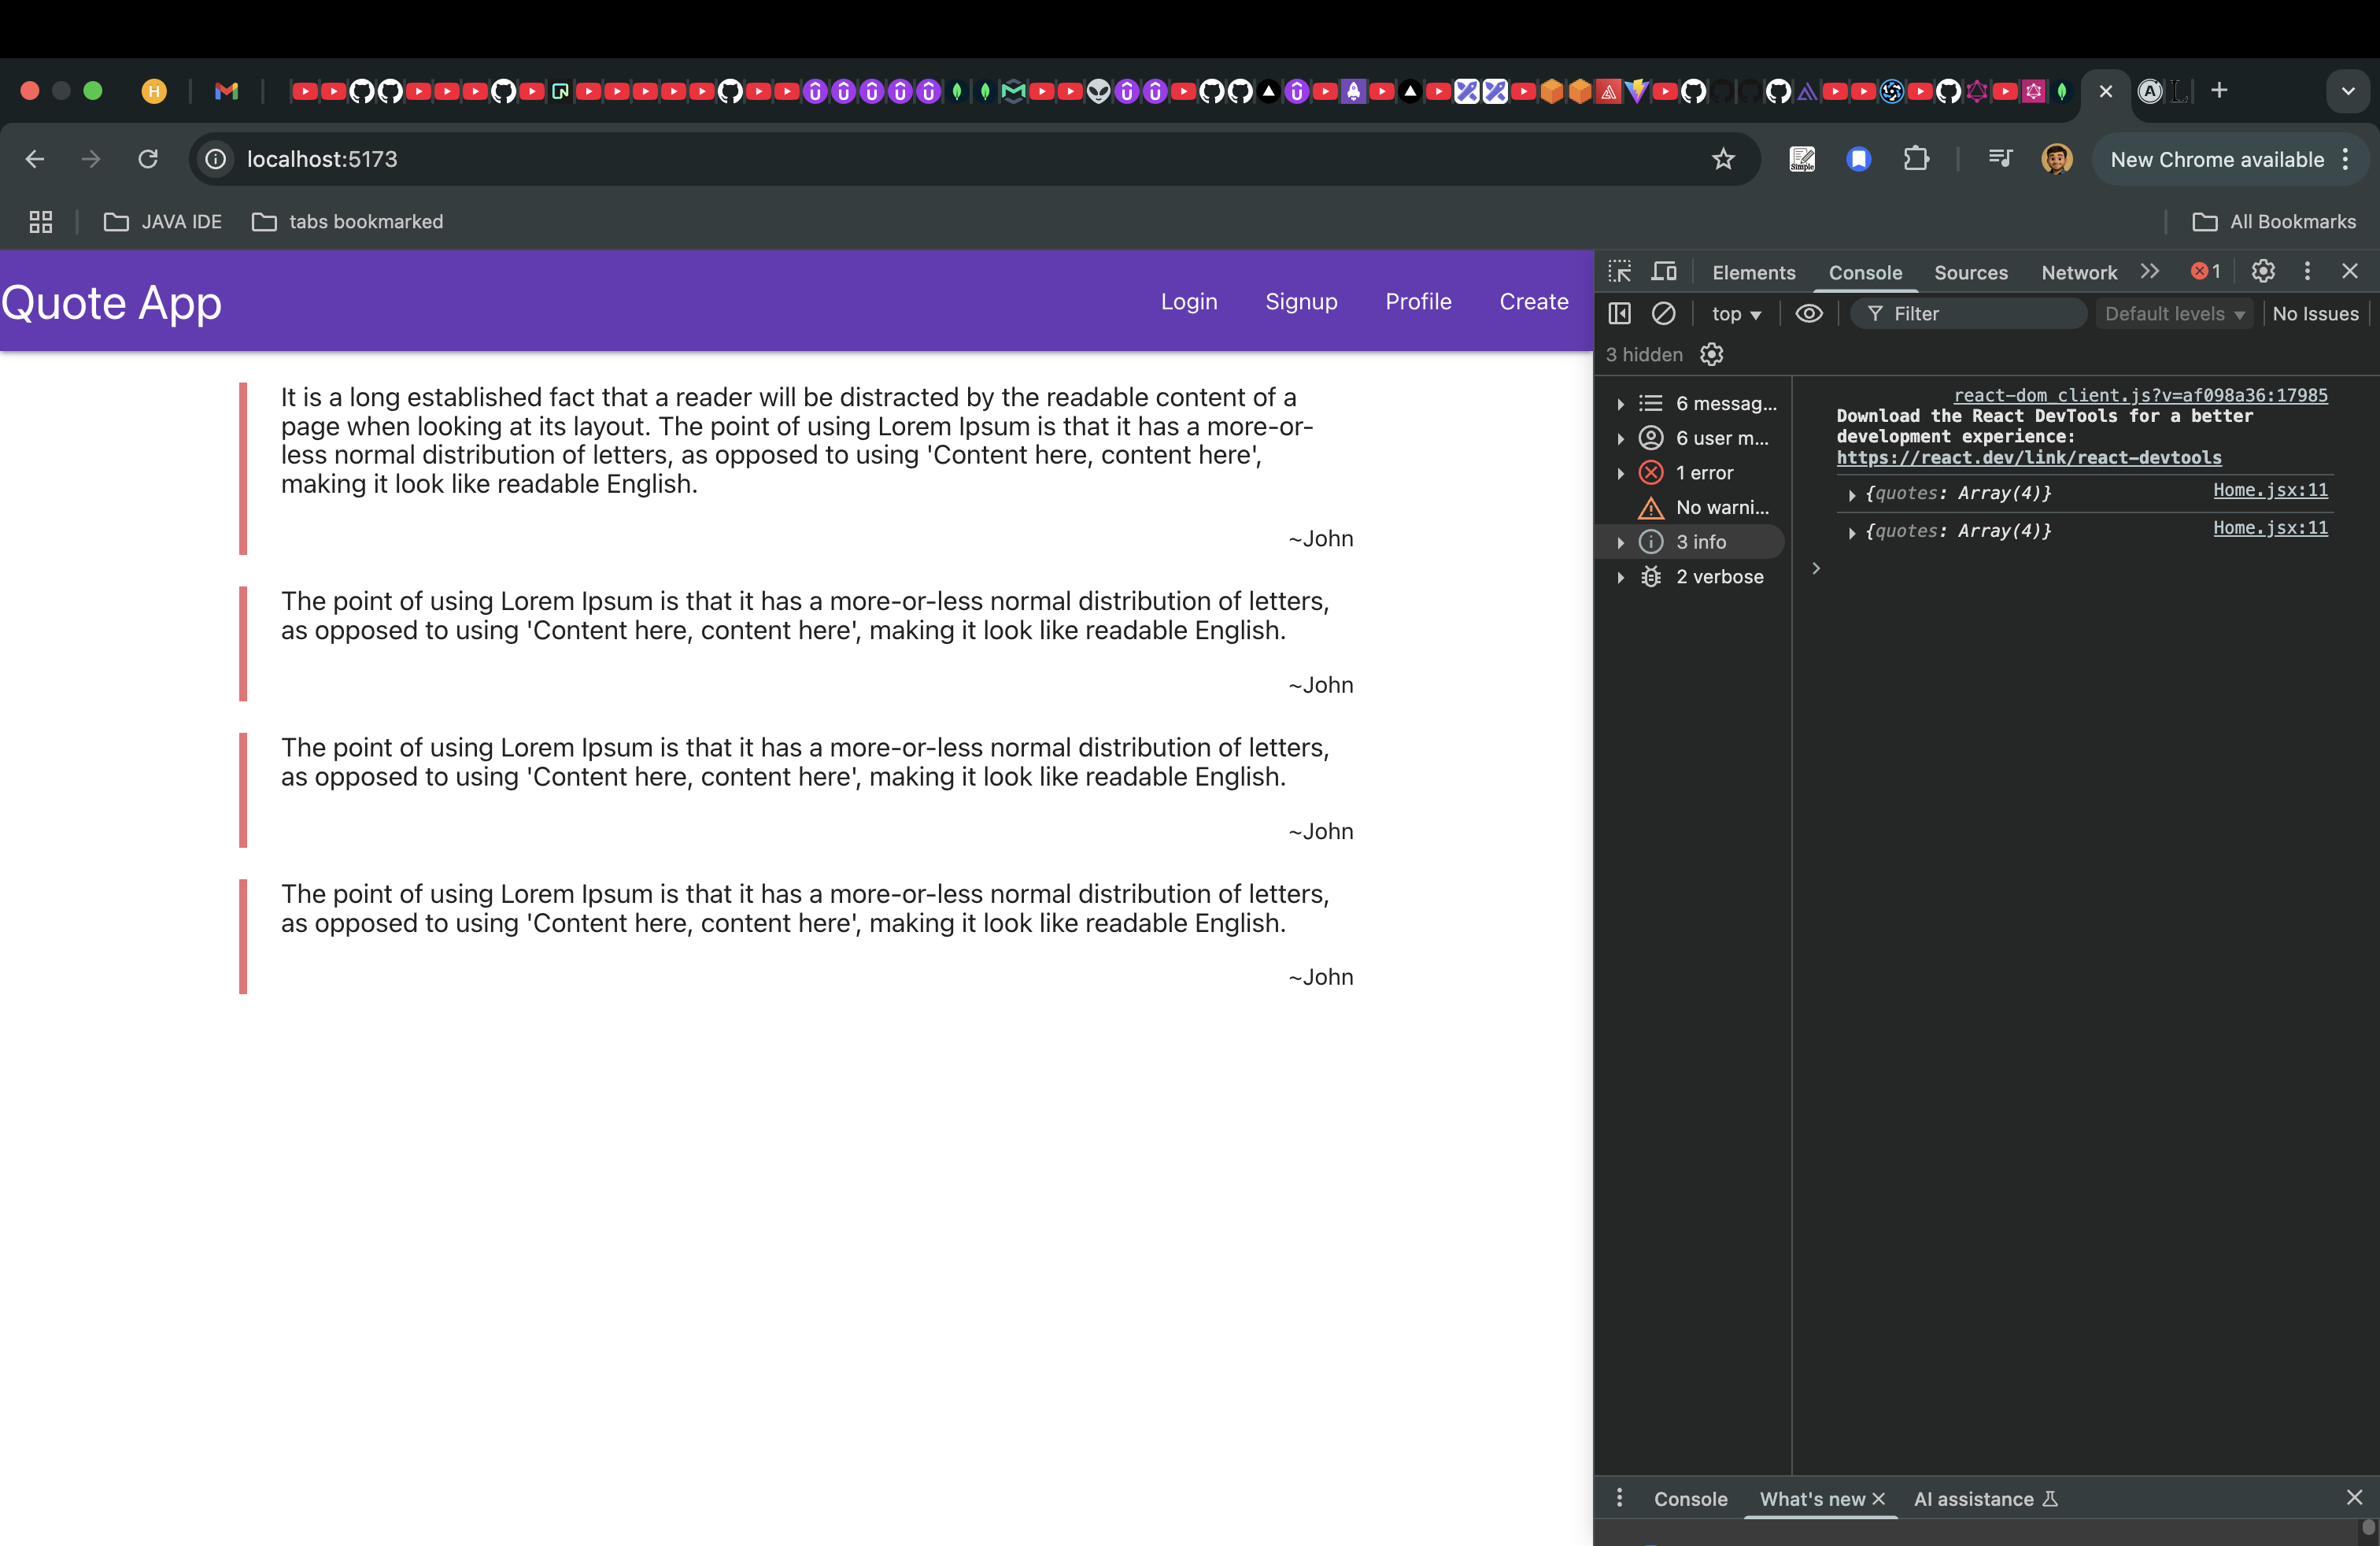 H
localhost:5173
Simple
New Chrome available
JAVA IDE
tabs bookmarked
All Bookmarks
Quote App
Login
Signup
Profile
Create
It is a long established fact that a reader will be distracted by the readable content of a
page when looking at its layout. The point of using Lorem Ipsum is that it has a more-or-
less normal distribution of letters, as opposed to using 'Content here, content here',
making it look like readable English.
~John
The point of using Lorem Ipsum is that it has a more-or-less normal distribution of letters,
as opposed to using 'Content here, content here', making it look like readable English.
~John
The point of using Lorem Ipsum is that it has a more-or-less normal distribution of letters,
as opposed to using 'Content here, content here', making it look like readable English.
~John
The point of using Lorem Ipsum is that it has a more-or-less normal distribution of letters,
as opposed to using 'Content here, content here', making it look like readable English.
~John
Elements
Console
Sources
Network
1
top
Filter
Default levels
No Issues
3 hidden
6 messag...
6 user m...
1 error
No warni...
3 info
2 verbose
react-dom_client.js?v=af098a36:17985
Download the React DevTools for a better
development experience:
https://react.dev/link/react-devtools
{quotes: Array(4)} Home.jsx:11
{quotes: Array(4)} Home.jsx:11
Console
What's new
AI assistance